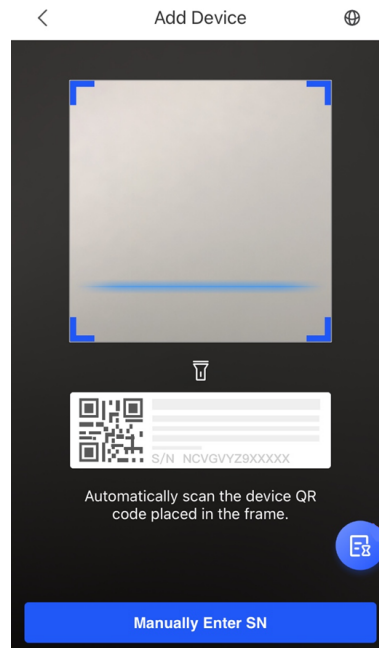 Add Device
S/N NCVGVYZ9XXXXX
Automatically scan the device QR
code placed in the frame.
Manually Enter SN